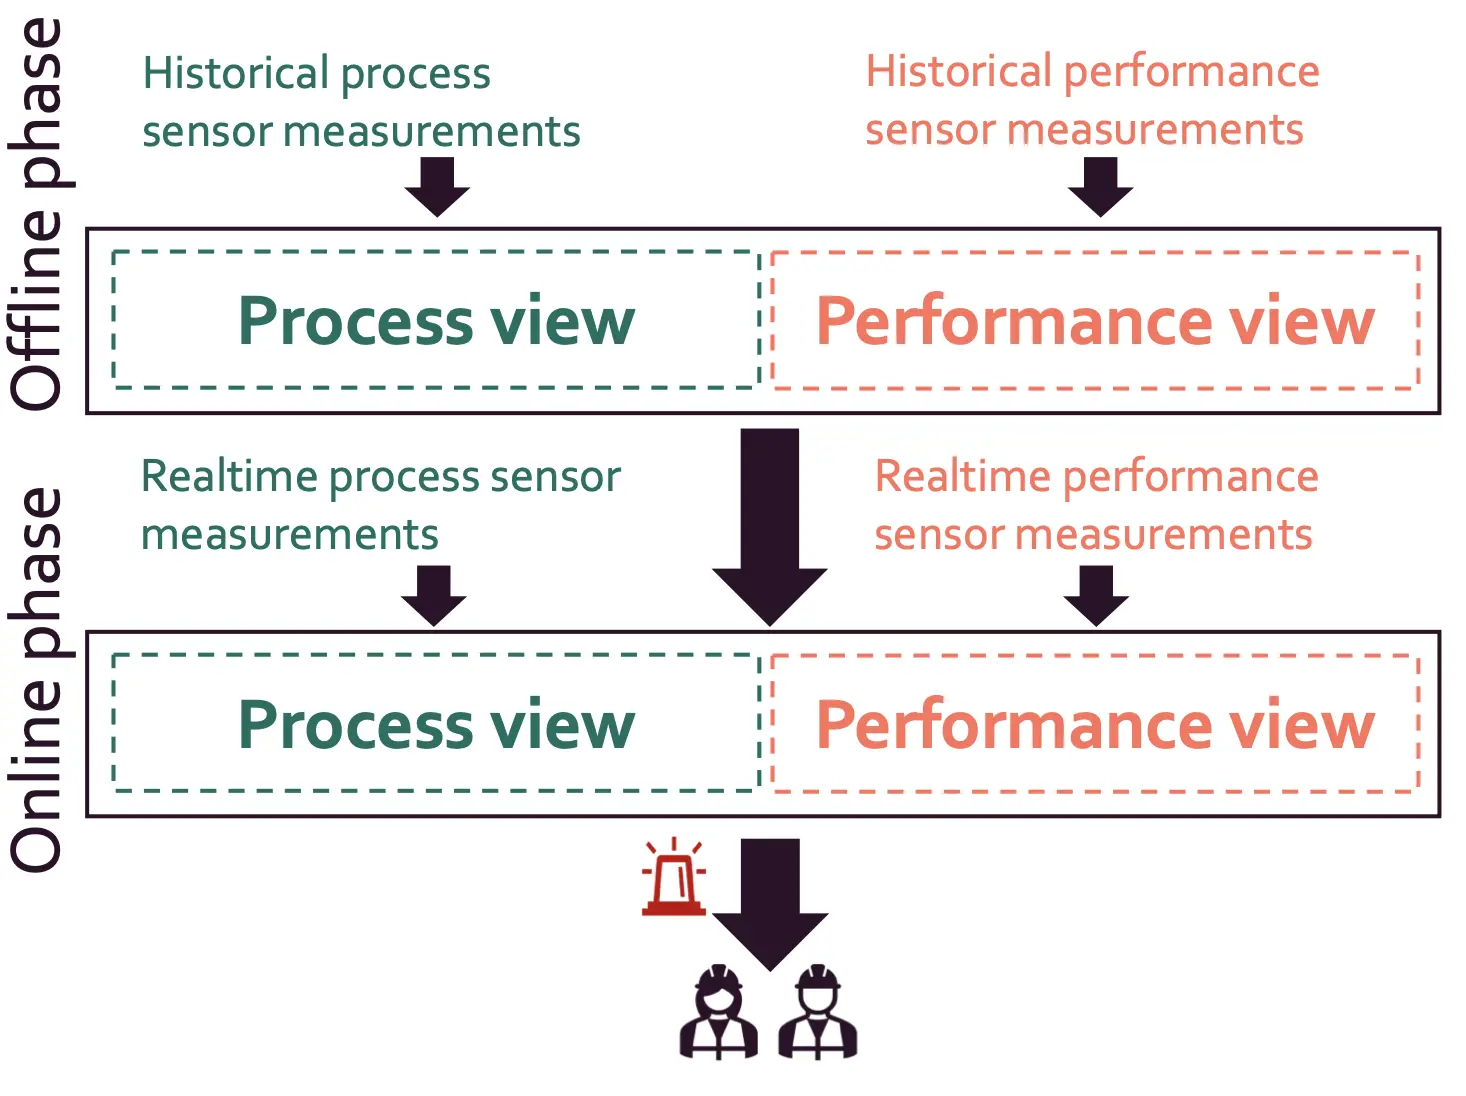 Offline phase
Historical process
sensor measurements
Historical performance
sensor measurements
Process view
Performance view
Online phase
Realtime process sensor
measurements
Realtime performance
sensor measurements
Process view
Performance view